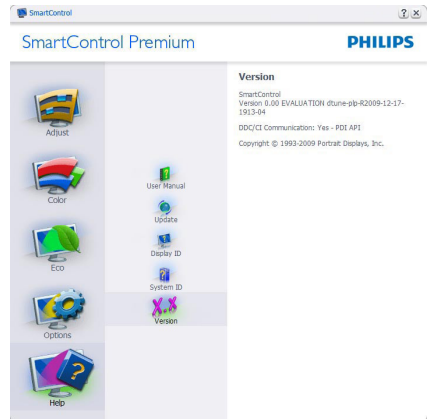 SmartControl
SmartControl Premium
PHILIPS
Adjust
Color
Eco
Options
Help
User Manual
Update
Display ID
System ID
X.X
Version
Version
SmartControl
Version 0.00 EVALUATION dtune-plp-R2009-12-17-
1913-04
DDC/CI Communication: Yes - PDI API
Copyright © 1993-2009 Portrait Displays, Inc.